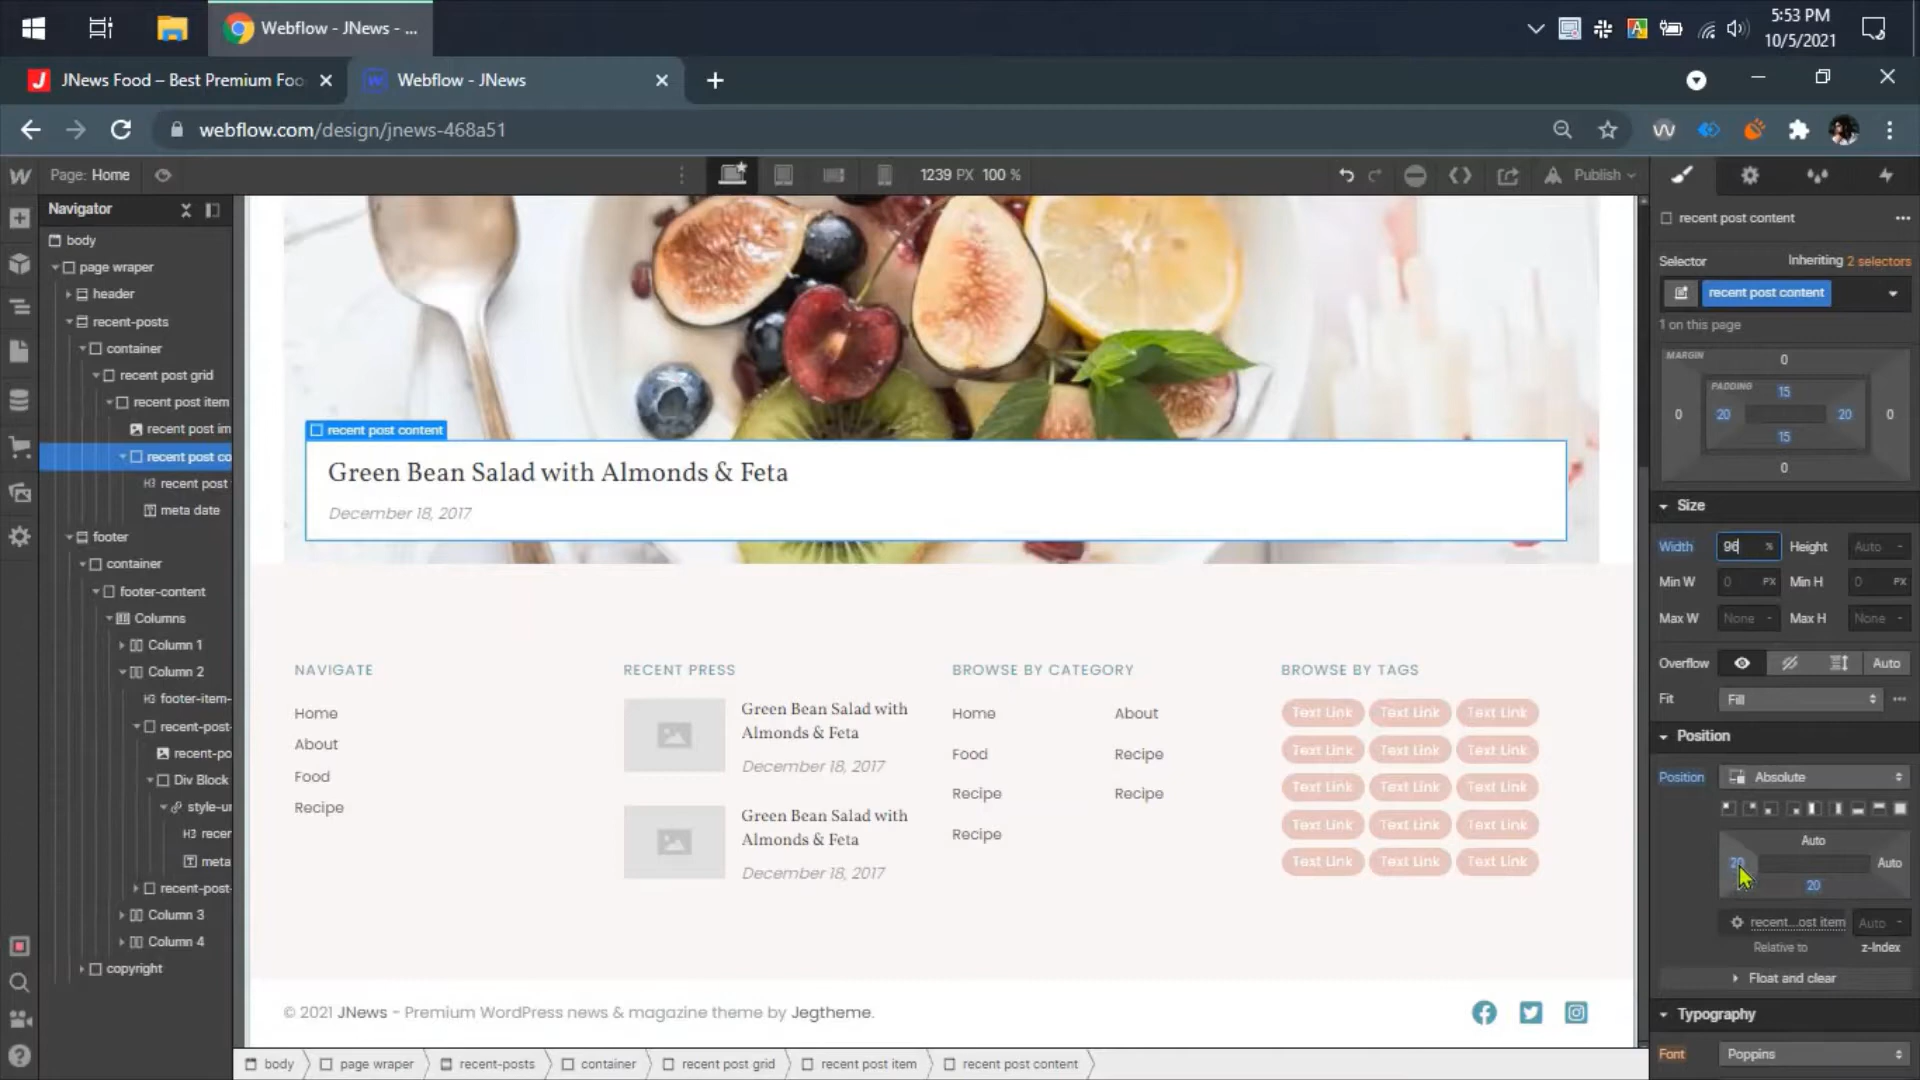 Webflow - JNews - ...
5:53 PM
10/5/2021
JNews Food – Best Premium Foo
Webflow - JNews
webflow.com/design/jnews-468a51
Page: Home
1239 PX 100 %
Publish
Navigator
body
page wraper
header
recent-posts
container
recent post grid
recent post item
recent post im
recent post co
H3 recent post
meta date
footer
container
footer-content
Columns
Column 1
Column 2
H3 footer-item-
recent-post-
recent-po
Div Block
style-ur
H3 recer
meta
recent-post-
Column 3
Column 4
copyright
recent post content
Green Bean Salad with Almonds & Feta
December 18, 2017
NAVIGATE
Home
About
Food
Recipe
RECENT PRESS
Green Bean Salad with
Almonds & Feta
December 18, 2017
Green Bean Salad with
Almonds & Feta
December 18, 2017
BROWSE BY CATEGORY
Home About
Food Recipe
Recipe Recipe
Recipe
BROWSE BY TAGS
Text Link Text Link Text Link
Text Link Text Link Text Link
Text Link Text Link Text Link
Text Link Text Link Text Link
Text Link Text Link Text Link
© 2021 JNews - Premium WordPress news & magazine theme by Jegtheme.
body page wraper recent-posts container recent post grid recent post item recent post content
recent post content
Selector Inheriting 2 selectors
recent post content
1 on this page
MARGIN 0
PADDING 15
0 20 20 0
15
0
Size
Width 96 % Height Auto -
Min W 0 PX Min H 0 PX
Max W None - Max H None -
Overflow Auto
Fit Fill
Position
Position Absolute
Auto
20 Auto
20
recent...ost item Auto -
Relative to z-Index
Float and clear
Typography
Font Poppins